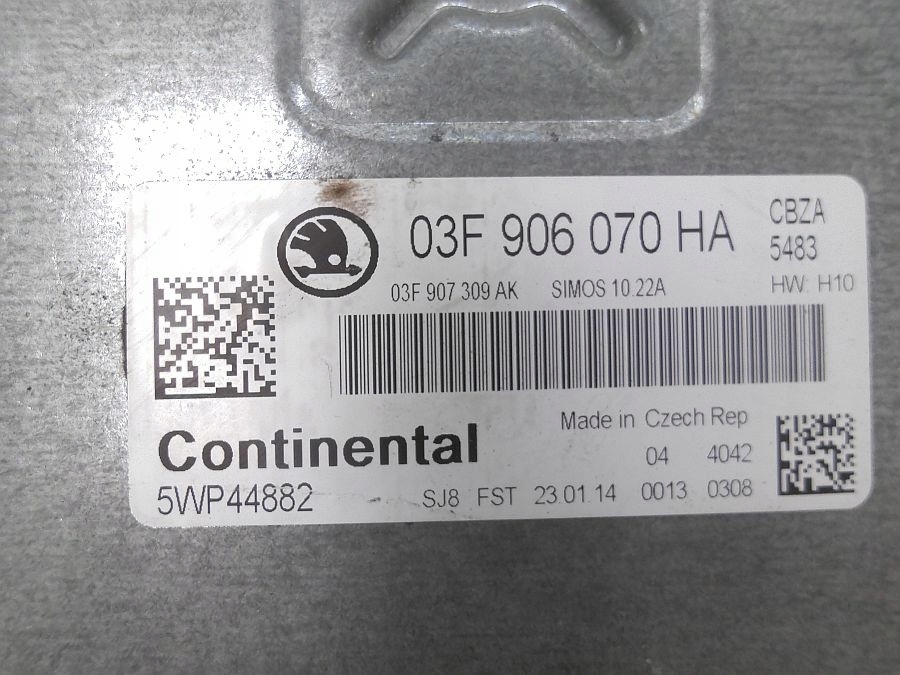 03F 906 070 HA
CBZA
5483
03F 907 309 AK SIMOS 10.22A HW: H10
Made in Czech Rep
Continental
04 4042
5WP44882
SJ8 FST 23.01.14 0013 0308